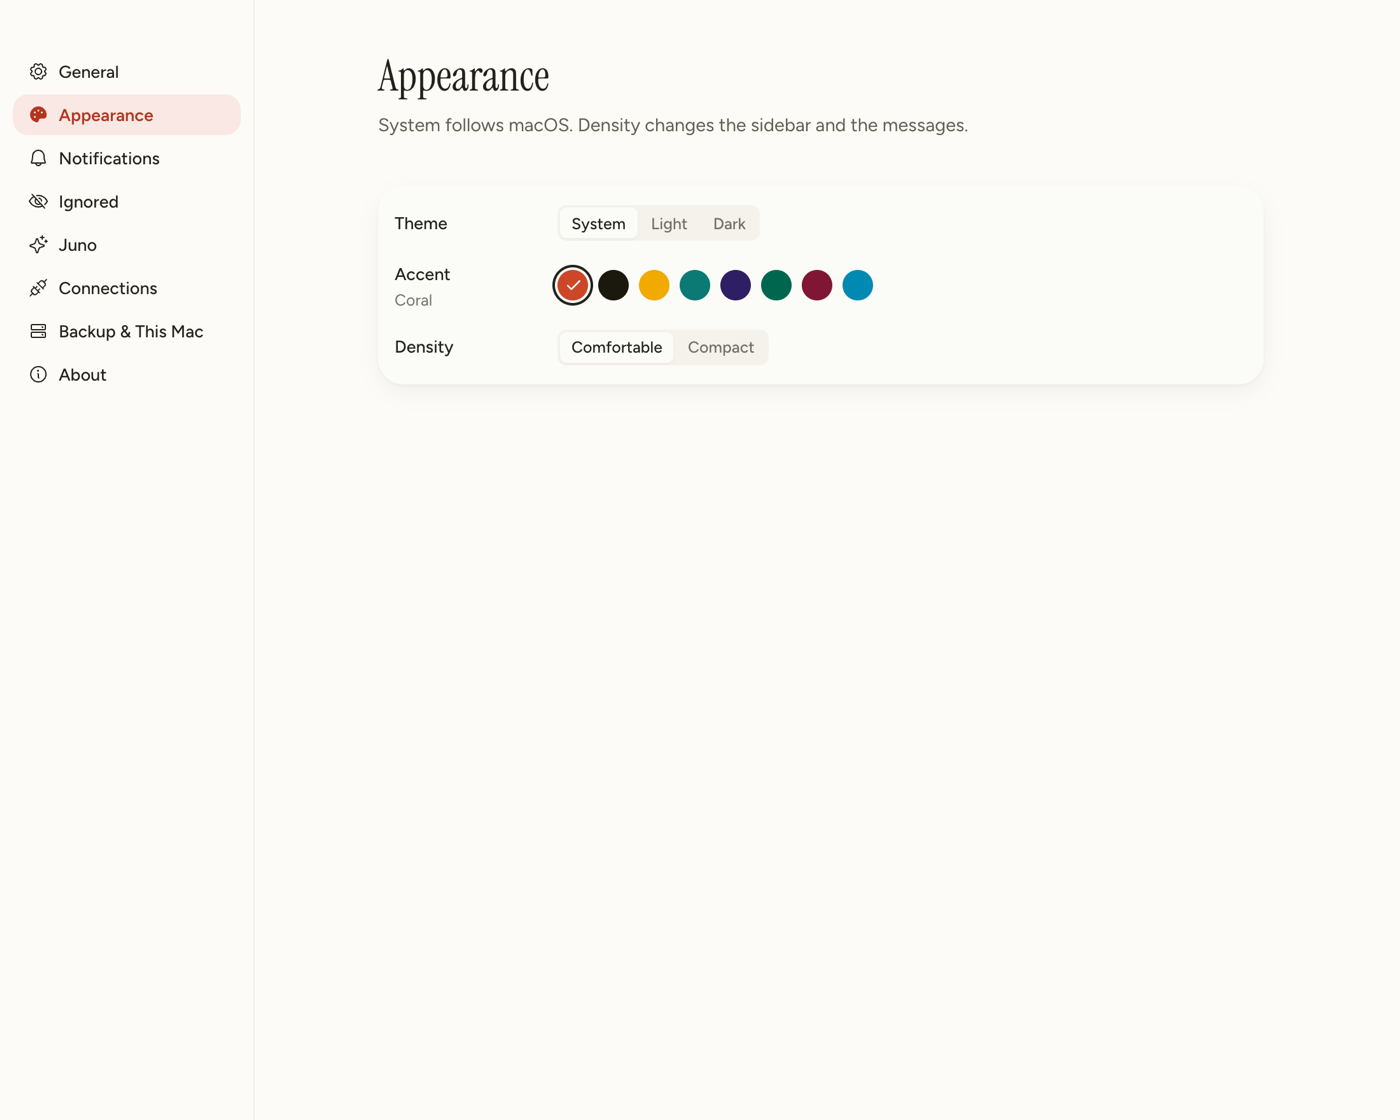 General
Appearance
Notifications
Ignored
Juno
Connections
Backup & This Mac
About
Appearance
System follows macOS. Density changes the sidebar and the messages.
Theme
System Light Dark
Accent
Coral
Density
Comfortable Compact